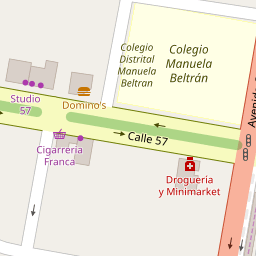 Colegio
Distrital
Manuela
Beltran
Colegio
Manuela
Beltrán
Studio
57
Domino's
Avenida
Calle 57
Cigarrería
Franca
Droguería
y Minimarket